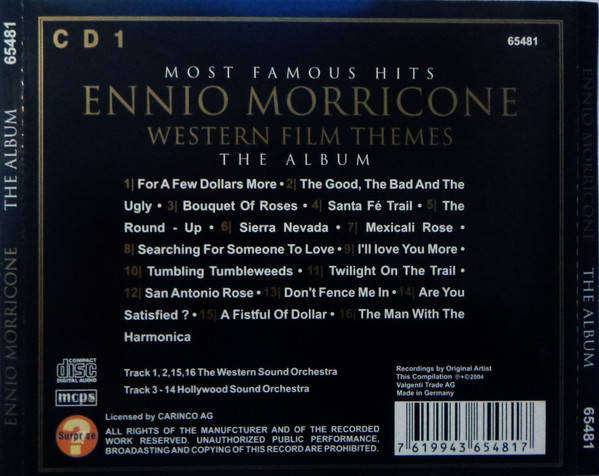 CD1
65481
MOST FAMOUS HITS
ENNIO MORRICONE
WESTERN FILM THEMES
THE ALBUM
1| For A Few Dollars More • 2| The Good, The Bad And The
Ugly • 3| Bouquet Of Roses • 4| Santa Fé Trail • 5| The
Round - Up • 6| Sierra Nevada • 7| Mexicali Rose •
8| Searching For Someone To Love • 9| I'll love You More •
10| Tumbling Tumbleweeds • 11| Twilight On The Trail •
12| San Antonio Rose • 13| Don't Fence Me In • 14| Are You
Satisfied ? • 15| A Fistful Of Dollar • 16| The Man With The
Harmonica
COMPACT
disc
DIGITAL AUDIO
mcps
Track 1, 2,15,16 The Western Sound Orchestra
Track 3 - 14 Hollywood Sound Orchestra
Recordings by Original Artist
This Compilation ℗+©2004
Valgenti Trade AG
Made in Germany
Surprise
Licensed by CARINCO AG
ALL RIGHTS OF THE MANUFCTURER AND OF THE RECORDED
WORK RESERVED. UNAUTHORIZED PUBLIC PERFORMANCE,
BROADCASTING AND COPYING OF THIS RECORD ARE PROHIBITED.
7 619943 654817
ENNIO MORRICONE THE ALBUM 65481
ENNIO MORRICONE THE ALBUM 65481